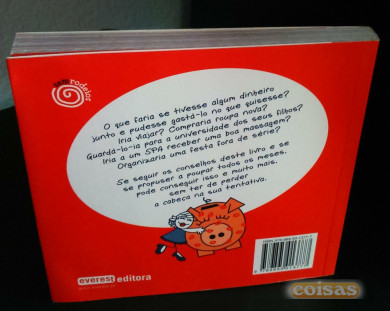 sem rodeios
O que faria se tivesse algum dinheiro
junto e pudesse gastá-lo no que quisesse?
Iria viajar? Compraria roupa nova?
Guardá-lo-ia para a universidade dos seus filhos?
Iria a um SPA receber uma boa massagem?
Organizaria uma festa fora de série?
Se seguir os conselhos deste livro e se
se propuser a poupar todos os meses,
pode conseguir isso e muito mais,
sem ter de perder
a cabeça na sua tentativa.
everest editora
coisas